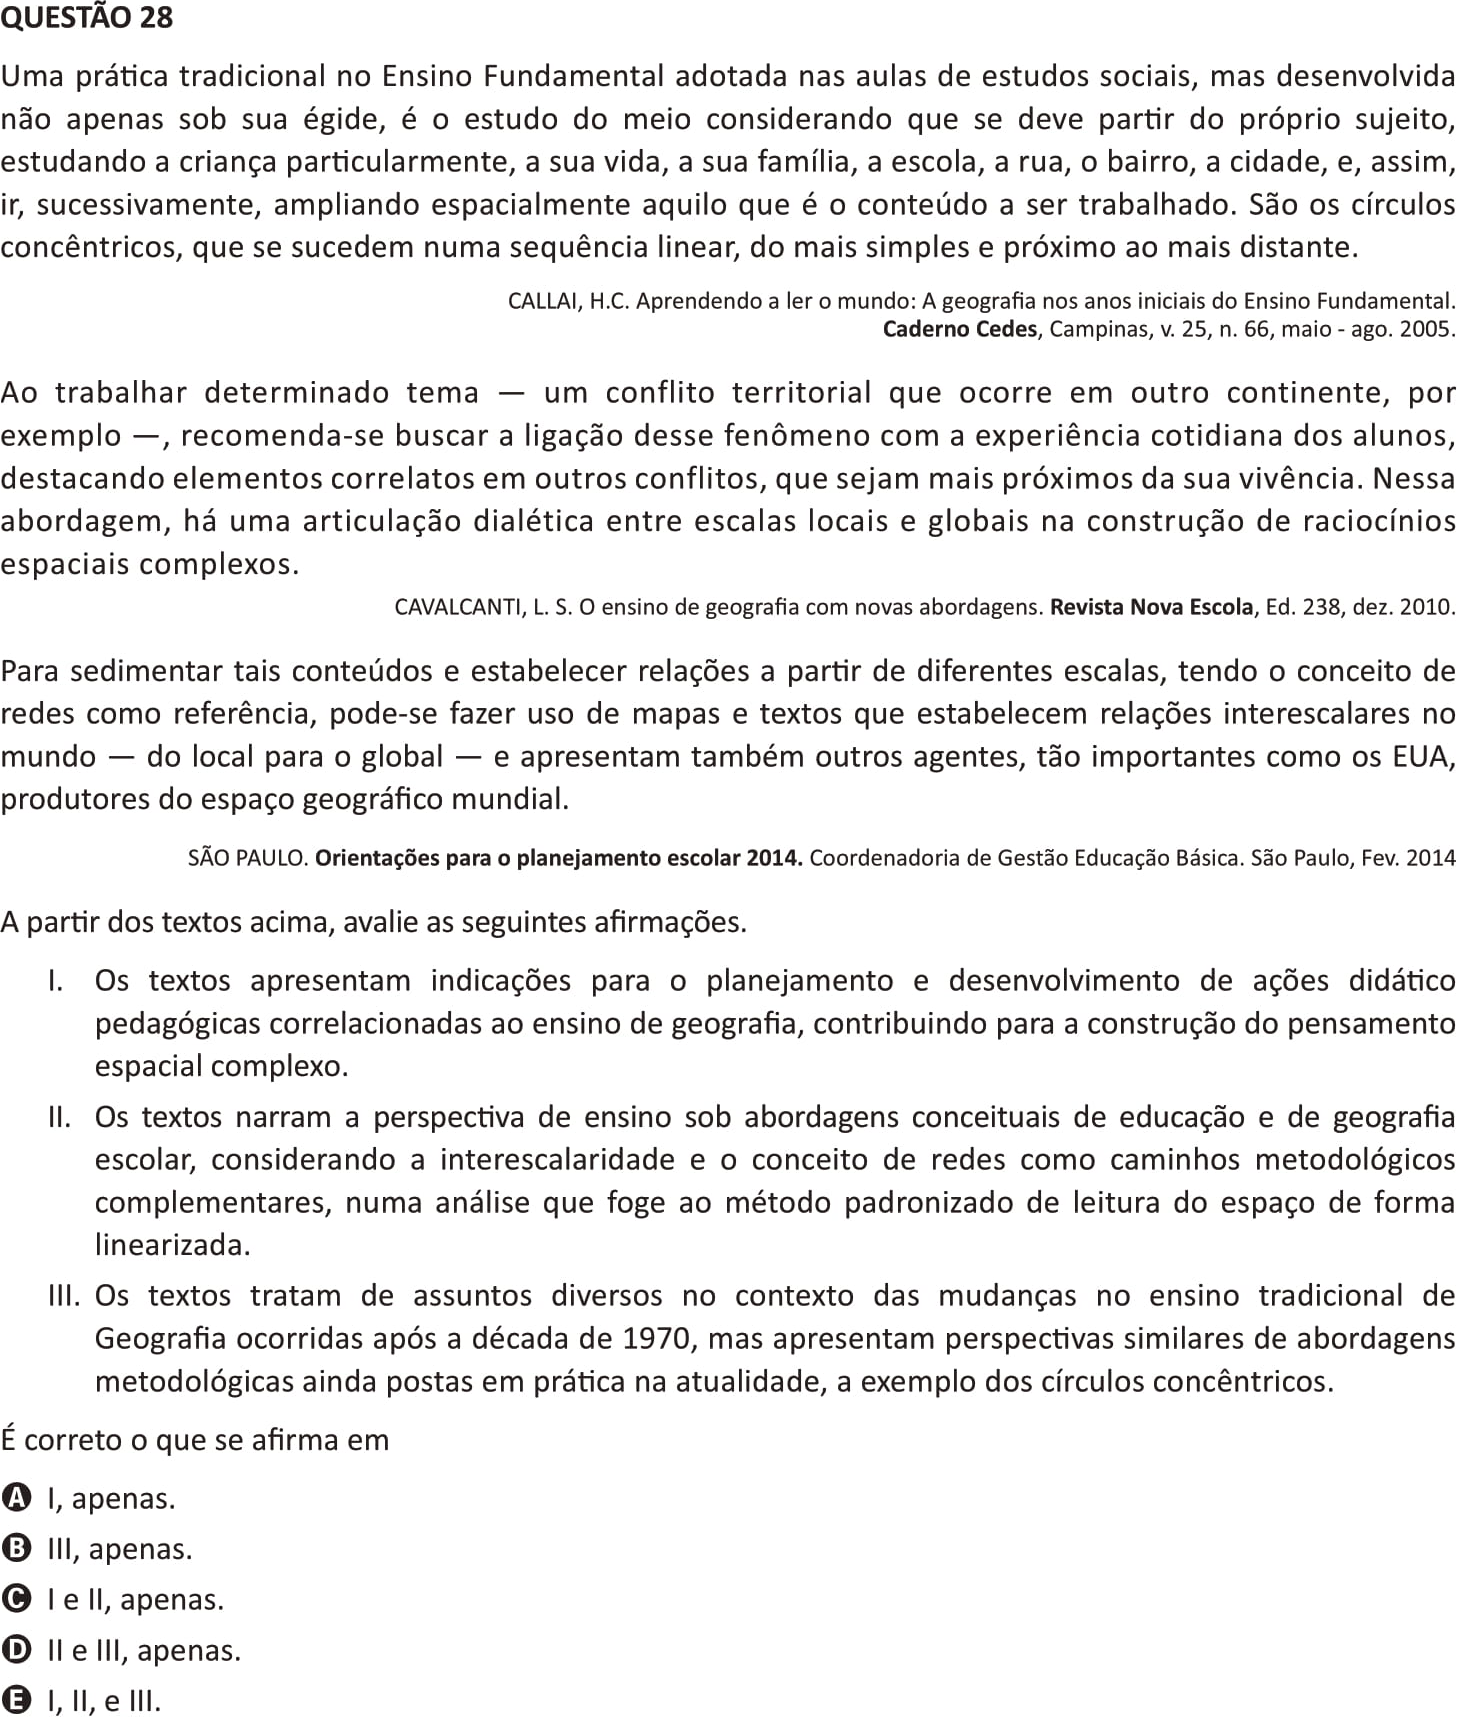 QUESTÃO 28
Uma prática tradicional no Ensino Fundamental adotada nas aulas de estudos sociais, mas desenvolvida
não apenas sob sua égide, é o estudo do meio considerando que se deve partir do próprio sujeito,
estudando a criança particularmente, a sua vida, a sua família, a escola, a rua, o bairro, a cidade, e, assim,
ir, sucessivamente, ampliando espacialmente aquilo que é o conteúdo a ser trabalhado. São os círculos
concêntricos, que se sucedem numa sequência linear, do mais simples e próximo ao mais distante.
CALLAI, H.C. Aprendendo a ler o mundo: A geografia nos anos iniciais do Ensino Fundamental.
Caderno Cedes, Campinas, v. 25, n. 66, maio - ago. 2005.
Ao trabalhar determinado tema — um conflito territorial que ocorre em outro continente, por
exemplo —, recomenda-se buscar a ligação desse fenômeno com a experiência cotidiana dos alunos,
destacando elementos correlatos em outros conflitos, que sejam mais próximos da sua vivência. Nessa
abordagem, há uma articulação dialética entre escalas locais e globais na construção de raciocínios
espaciais complexos.
CAVALCANTI, L. S. O ensino de geografia com novas abordagens. Revista Nova Escola, Ed. 238, dez. 2010.
Para sedimentar tais conteúdos e estabelecer relações a partir de diferentes escalas, tendo o conceito de
redes como referência, pode-se fazer uso de mapas e textos que estabelecem relações interescalares no
mundo — do local para o global — e apresentam também outros agentes, tão importantes como os EUA,
produtores do espaço geográfico mundial.
SÃO PAULO. Orientações para o planejamento escolar 2014. Coordenadoria de Gestão Educação Básica. São Paulo, Fev. 2014
A partir dos textos acima, avalie as seguintes afirmações.
I. Os textos apresentam indicações para o planejamento e desenvolvimento de ações didático
pedagógicas correlacionadas ao ensino de geografia, contribuindo para a construção do pensamento
espacial complexo.
II. Os textos narram a perspectiva de ensino sob abordagens conceituais de educação e de geografia
escolar, considerando a interescalaridade e o conceito de redes como caminhos metodológicos
complementares, numa análise que foge ao método padronizado de leitura do espaço de forma
linearizada.
III. Os textos tratam de assuntos diversos no contexto das mudanças no ensino tradicional de
Geografia ocorridas após a década de 1970, mas apresentam perspectivas similares de abordagens
metodológicas ainda postas em prática na atualidade, a exemplo dos círculos concêntricos.
É correto o que se afirma em
A I, apenas.
B III, apenas.
C I e II, apenas.
D II e III, apenas.
E I, II, e III.